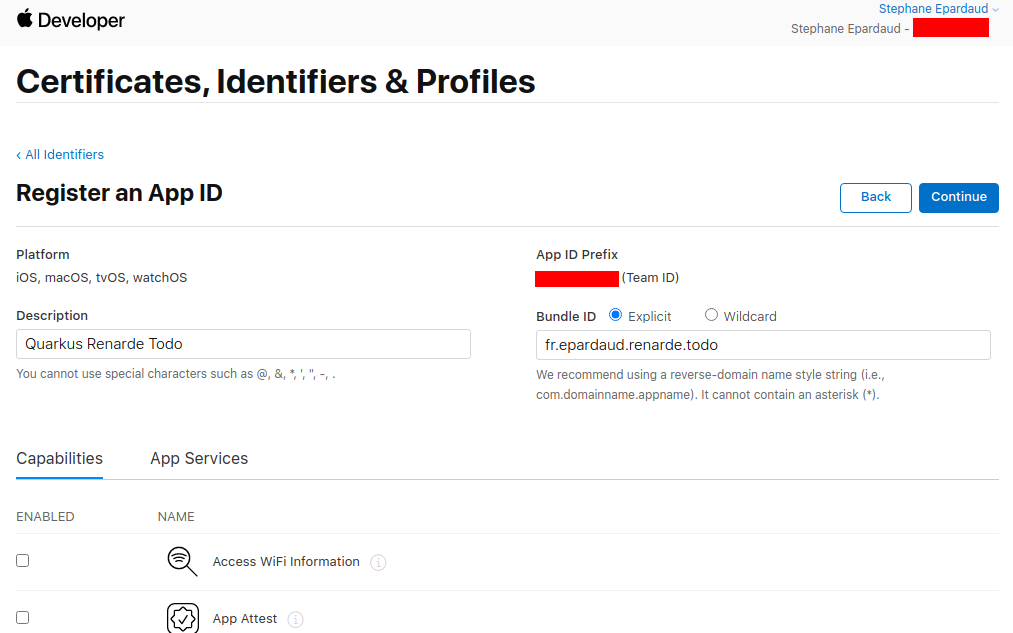 Developer
Stephane Epardaud
Stephane Epardaud -
Certificates, Identifiers & Profiles
‹ All Identifiers
Register an App ID
Back
Continue
Platform
iOS, macOS, tvOS, watchOS
App ID Prefix
(Team ID)
Description
Quarkus Renarde Todo
You cannot use special characters such as @, &, *, ', ", -, .
Bundle ID Explicit Wildcard
fr.epardaud.renarde.todo
We recommend using a reverse-domain name style string (i.e.,
com.domainname.appname). It cannot contain an asterisk (*).
Capabilities App Services
ENABLED NAME
Access WiFi Information
App Attest